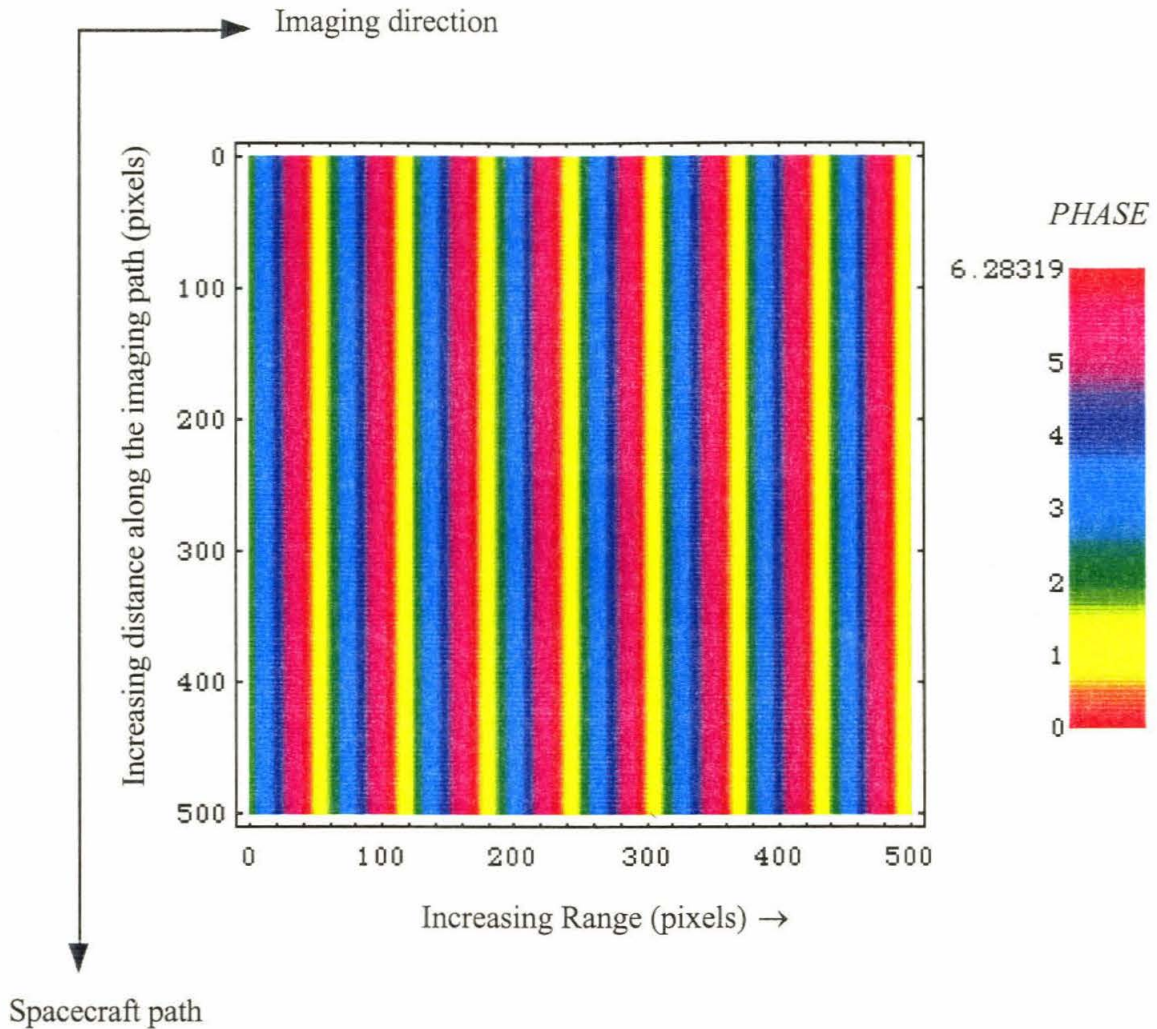 Imaging direction
Increasing distance along the imaging path (pixels)
0
100
200
300
400
500
0 100 200 300 400 500
Increasing Range (pixels) →
PHASE
6.28319
5
4
3
2
1
0
Spacecraft path